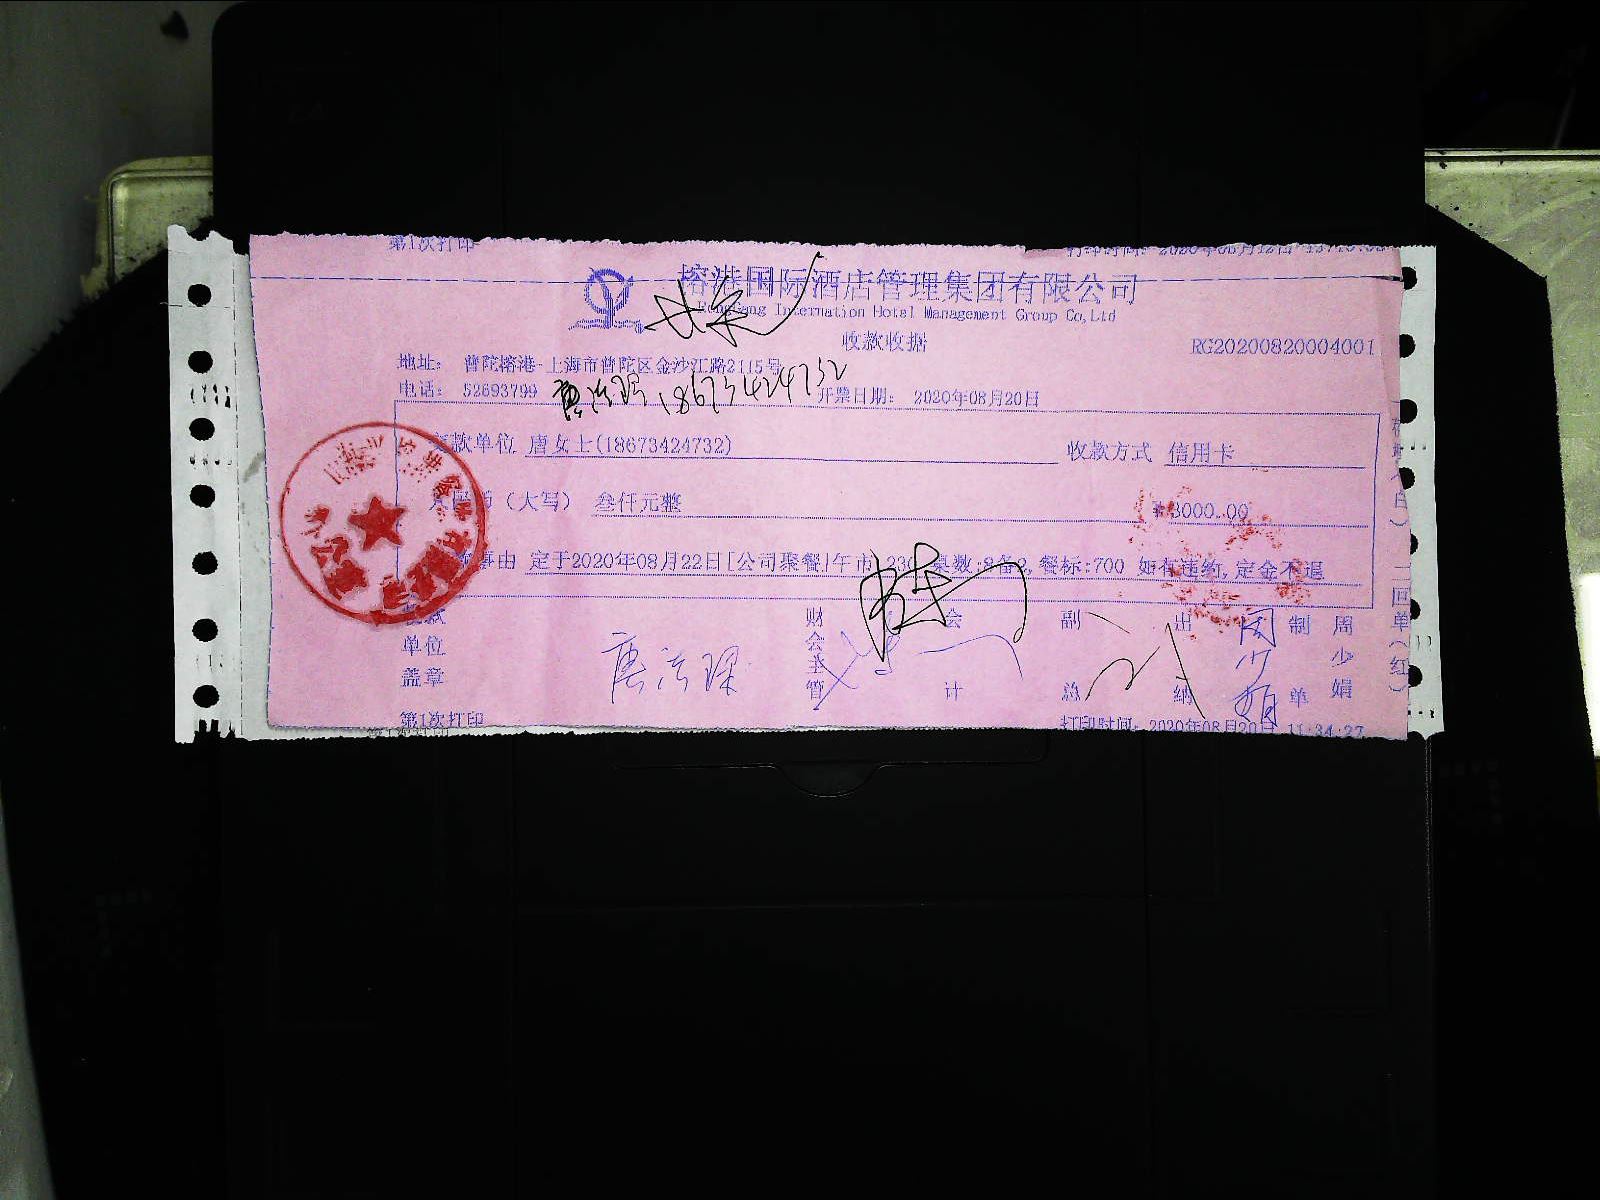 第1次打印
榕港国际酒店管理集团有限公司
RongGang Internation Hotel Management Group Co,Ltd
收款收据
RG20200820004001
地址: 普陀榕港-上海市普陀区金沙江路2115号
电话: 52693799 18673424732 开票日期: 2020年08月20日
款单位 唐女士(18673424732) 收款方式 信用卡
(大写) 叁仟元整 ¥3000.00
事由 定于2020年08月22日[公司聚餐]午市 桌数:8备2,餐标:700 如有违约,定金不退
单位
盖章
财会主管
会计
副总
出纳
制单
周少娟
第1次打印 打印时间: 2020年08月20日 11:34:27